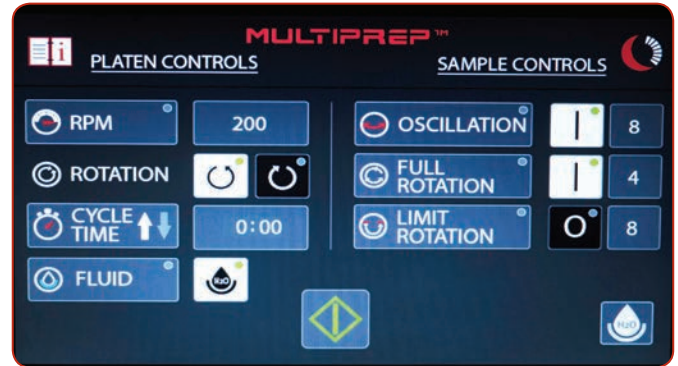 MULTIPREP™
i
PLATEN CONTROLS
SAMPLE CONTROLS
RPM
200
ROTATION
CYCLE
TIME
0:00
FLUID
H2O
OSCILLATION
I
8
FULL
ROTATION
I
4
LIMIT
ROTATION
O
8
H2O